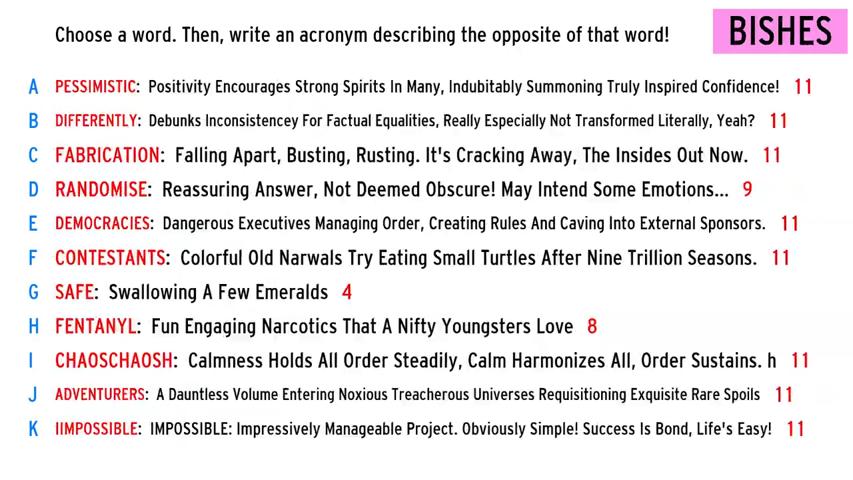 Choose a word. Then, write an acronym describing the opposite of that word!
BISHES
A PESSIMISTIC: Positivity Encourages Strong Spirits In Many, Indubitably Summoning Truly Inspired Confidence! 11
B DIFFERENTLY: Debunks Inconsistencey For Factual Equalities, Really Especially Not Transformed Literally, Yeah? 11
C FABRICATION: Falling Apart, Busting, Rusting. It's Cracking Away, The Insides Out Now. 11
D RANDOMISE: Reassuring Answer, Not Deemed Obscure! May Intend Some Emotions... 9
E DEMOCRACIES: Dangerous Executives Managing Order, Creating Rules And Caving Into External Sponsors. 11
F CONTESTANTS: Colorful Old Narwals Try Eating Small Turtles After Nine Trillion Seasons. 11
G SAFE: Swallowing A Few Emeralds 4
H FENTANYL: Fun Engaging Narcotics That A Nifty Youngsters Love 8
I CHAOSCHAOSH: Calmness Holds All Order Steadily, Calm Harmonizes All, Order Sustains. h 11
J ADVENTURERS: A Dauntless Volume Entering Noxious Treacherous Universes Requisitioning Exquisite Rare Spoils 11
K IIMPOSSIBLE: IMPOSSIBLE: Impressively Manageable Project. Obviously Simple! Success Is Bond, Life's Easy! 11